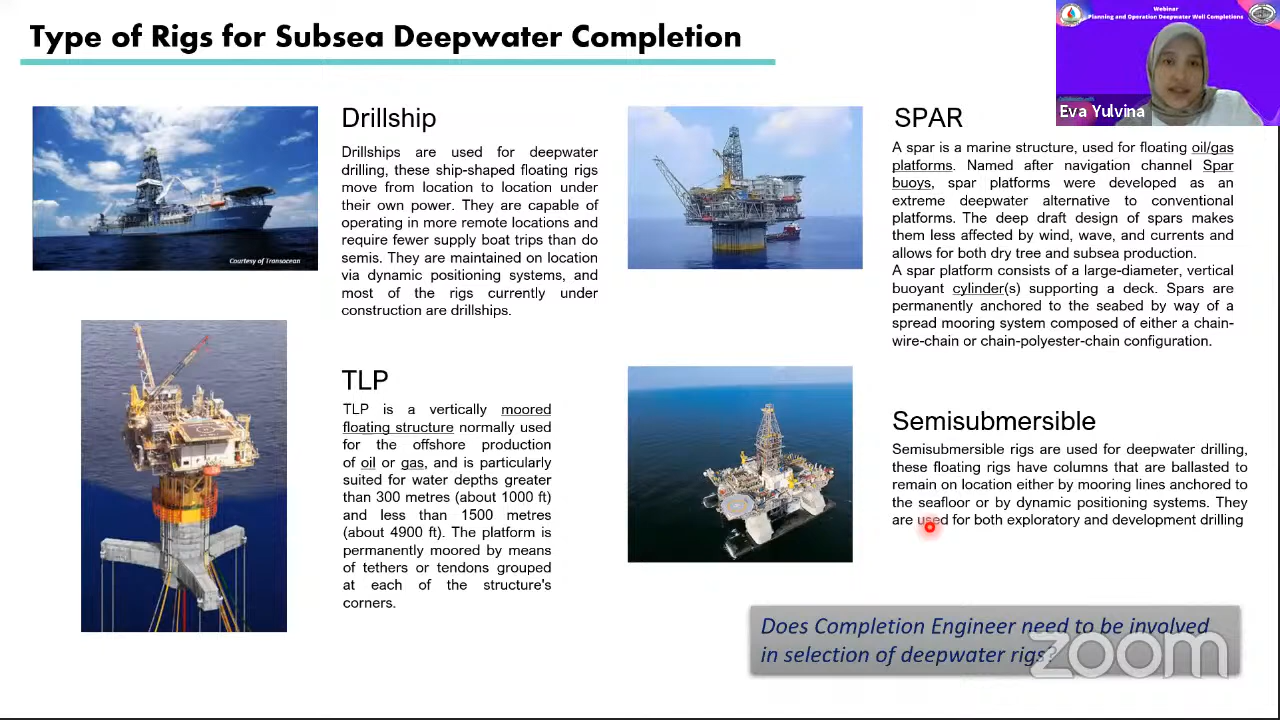 Type of Rigs for Subsea Deepwater Completion
Webinar
Planning and Operation Deepwater Well Completions
Eva Yulvina
Courtesy of Transocean
Drillship
Drillships are used for deepwater
drilling, these ship-shaped floating rigs
move from location to location under
their own power. They are capable of
operating in more remote locations and
require fewer supply boat trips than do
semis. They are maintained on location
via dynamic positioning systems, and
most of the rigs currently under
construction are drillships.
SPAR
A spar is a marine structure, used for floating oil/gas
platforms. Named after navigation channel Spar
buoys, spar platforms were developed as an
extreme deepwater alternative to conventional
platforms. The deep draft design of spars makes
them less affected by wind, wave, and currents and
allows for both dry tree and subsea production.
A spar platform consists of a large-diameter, vertical
buoyant cylinder(s) supporting a deck. Spars are
permanently anchored to the seabed by way of a
spread mooring system composed of either a chain-
wire-chain or chain-polyester-chain configuration.
TLP
TLP is a vertically moored
floating structure normally used
for the offshore production
of oil or gas, and is particularly
suited for water depths greater
than 300 metres (about 1000 ft)
and less than 1500 metres
(about 4900 ft). The platform is
permanently moored by means
of tethers or tendons grouped
at each of the structure's
corners.
Semisubmersible
Semisubmersible rigs are used for deepwater drilling,
these floating rigs have columns that are ballasted to
remain on location either by mooring lines anchored to
the seafloor or by dynamic positioning systems. They
are used for both exploratory and development drilling
Does Completion Engineer need to be involved
in selection of deepwater rigs?
zoom